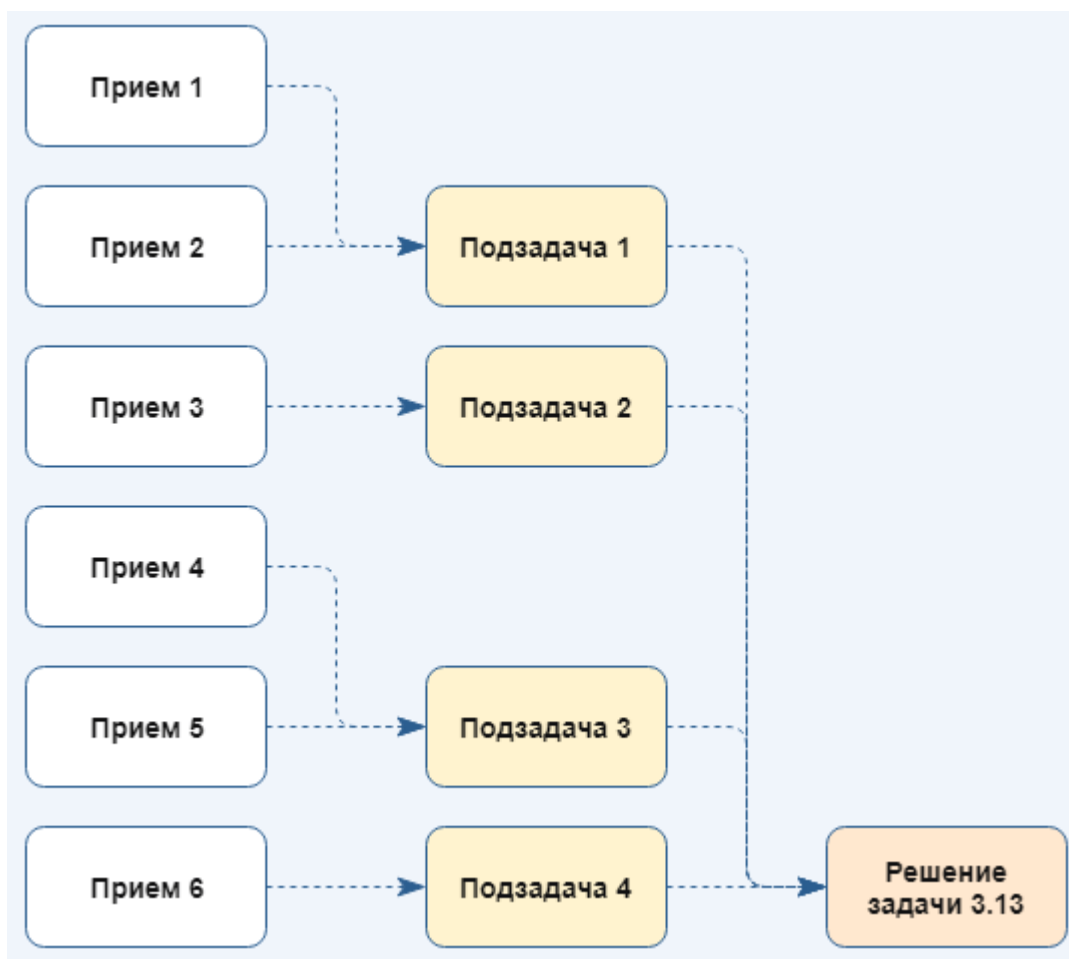 Прием 1
Прием 2
Подзадача 1
Прием 3
Подзадача 2
Прием 4
Прием 5
Подзадача 3
Прием 6
Подзадача 4
Решение
задачи 3.13